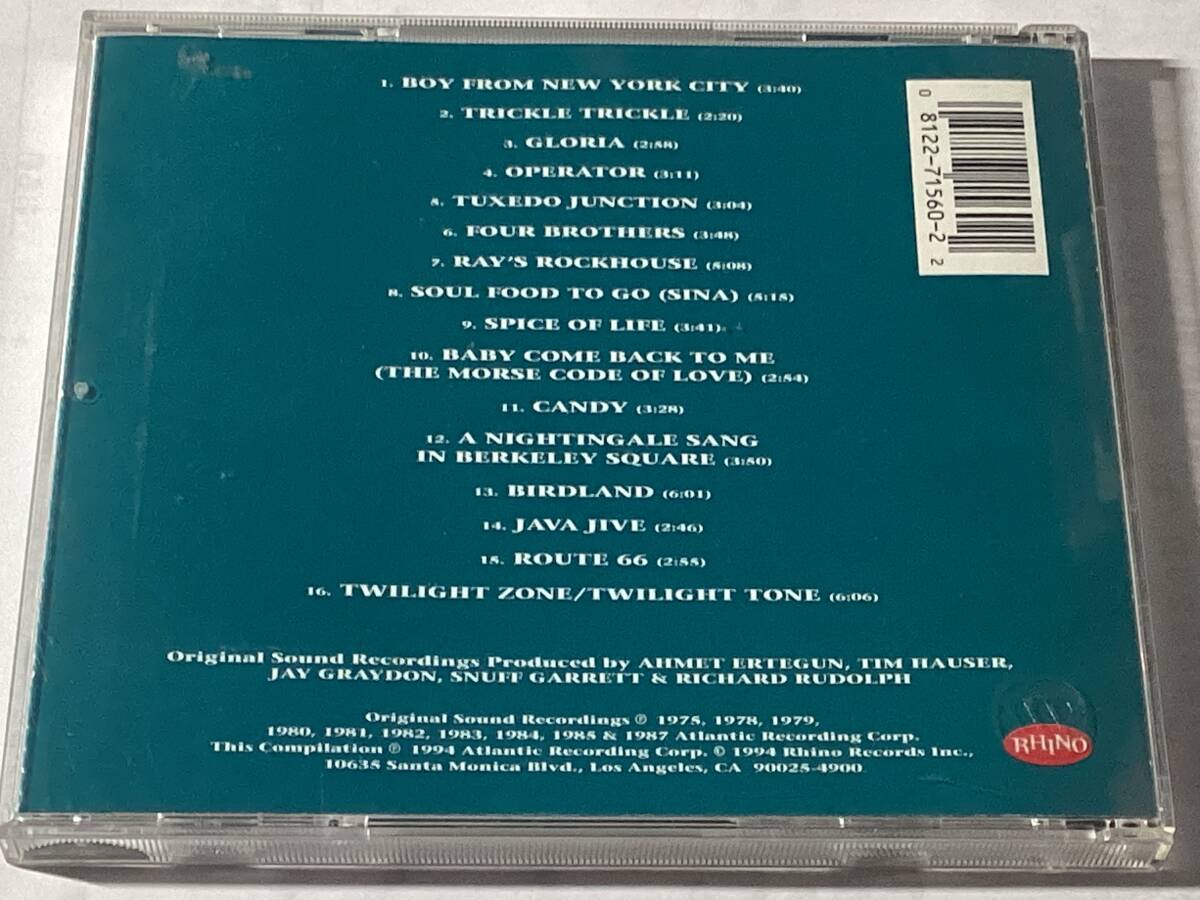 1. BOY FROM NEW YORK CITY (3:40)
2. TRICKLE TRICKLE (2:20)
3. GLORIA (2:58)
4. OPERATOR (3:11)
5. TUXEDO JUNCTION (3:04)
6. FOUR BROTHERS (3:48)
7. RAY'S ROCKHOUSE (5:08)
8. SOUL FOOD TO GO (SINA) (5:15)
9. SPICE OF LIFE (3:41)
10. BABY COME BACK TO ME
(THE MORSE CODE OF LOVE) (2:54)
11. CANDY (3:28)
12. A NIGHTINGALE SANG
IN BERKELEY SQUARE (3:50)
13. BIRDLAND (6:01)
14. JAVA JIVE (2:46)
15. ROUTE 66 (2:55)
16. TWILIGHT ZONE/TWILIGHT TONE (6:06)
Original Sound Recordings Produced by AHMET ERTEGUN, TIM HAUSER,
JAY GRAYDON, SNUFF GARRETT & RICHARD RUDOLPH
Original Sound Recordings ℗ 1975, 1978, 1979,
1980, 1981, 1982, 1983, 1984, 1985 & 1987 Atlantic Recording Corp.
This Compilation ℗ 1994 Atlantic Recording Corp. © 1994 Rhino Records Inc.,
10635 Santa Monica Blvd., Los Angeles, CA 90025-4900
0 8122-71560-2 2
RHINO